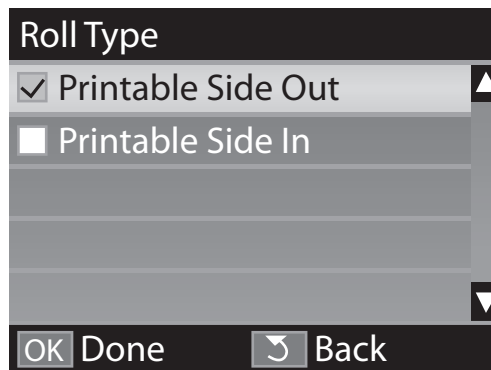 Roll Type
Printable Side Out
Printable Side In
OK Done Back